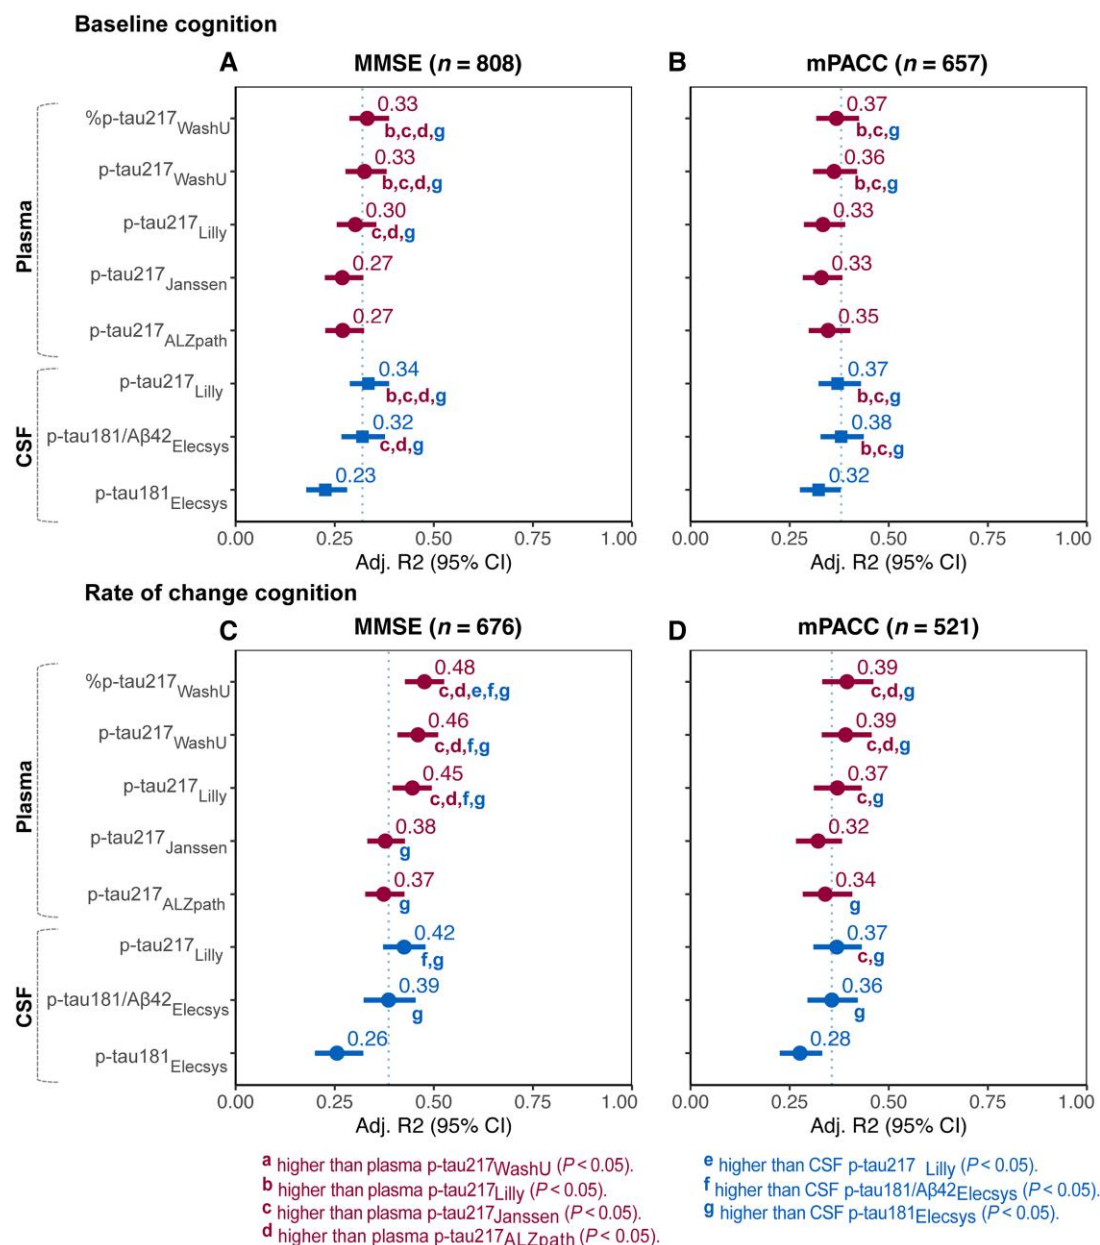 Baseline cognition
A MMSE (n = 808)
B mPACC (n = 657)
Plasma
%p-tau217WashU
p-tau217WashU
p-tau217Lilly
p-tau217Janssen
p-tau217ALZpath
CSF
p-tau217Lilly
p-tau181/Aβ42Elecsys
p-tau181Elecsys
0.33
b,c,d,g
0.33
b,c,d,g
0.30
c,d,g
0.27
0.27
0.34
b,c,d,g
0.32
c,d,g
0.23
0.00 0.25 0.50 0.75 1.00
Adj. R2 (95% CI)
0.37
b,c,g
0.36
b,c,g
0.33
0.33
0.35
0.37
b,c,g
0.38
b,c,g
0.32
0.00 0.25 0.50 0.75 1.00
Adj. R2 (95% CI)
Rate of change cognition
C MMSE (n = 676)
D mPACC (n = 521)
Plasma
%p-tau217WashU
p-tau217WashU
p-tau217Lilly
p-tau217Janssen
p-tau217ALZpath
CSF
p-tau217Lilly
p-tau181/Aβ42Elecsys
p-tau181Elecsys
0.48
c,d,e,f,g
0.46
c,d,f,g
0.45
c,d,f,g
0.38
g
0.37
g
0.42
f,g
0.39
g
0.26
0.00 0.25 0.50 0.75 1.00
Adj. R2 (95% CI)
0.39
c,d,g
0.39
c,d,g
0.37
c,g
0.32
0.34
g
0.37
c,g
0.36
g
0.28
0.00 0.25 0.50 0.75 1.00
Adj. R2 (95% CI)
a higher than plasma p-tau217WashU (P < 0.05).
b higher than plasma p-tau217Lilly (P < 0.05).
c higher than plasma p-tau217Janssen (P < 0.05).
d higher than plasma p-tau217ALZpath (P < 0.05).
e higher than CSF p-tau217 Lilly (P < 0.05).
f higher than CSF p-tau181/Aβ42Elecsys (P < 0.05).
g higher than CSF p-tau181Elecsys (P < 0.05).